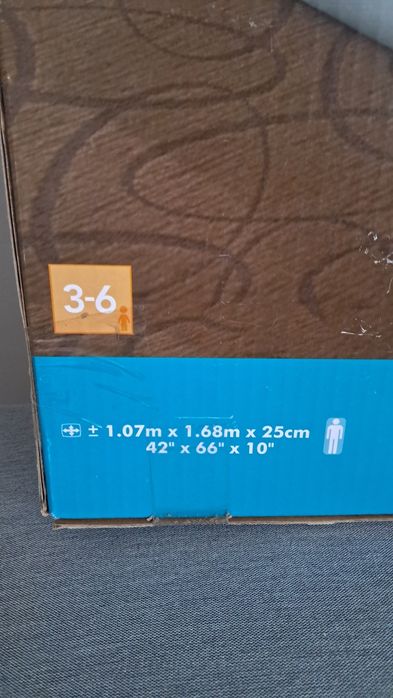 3-6
± 1.07m x 1.68m x 25cm
42" x 66" x 10"